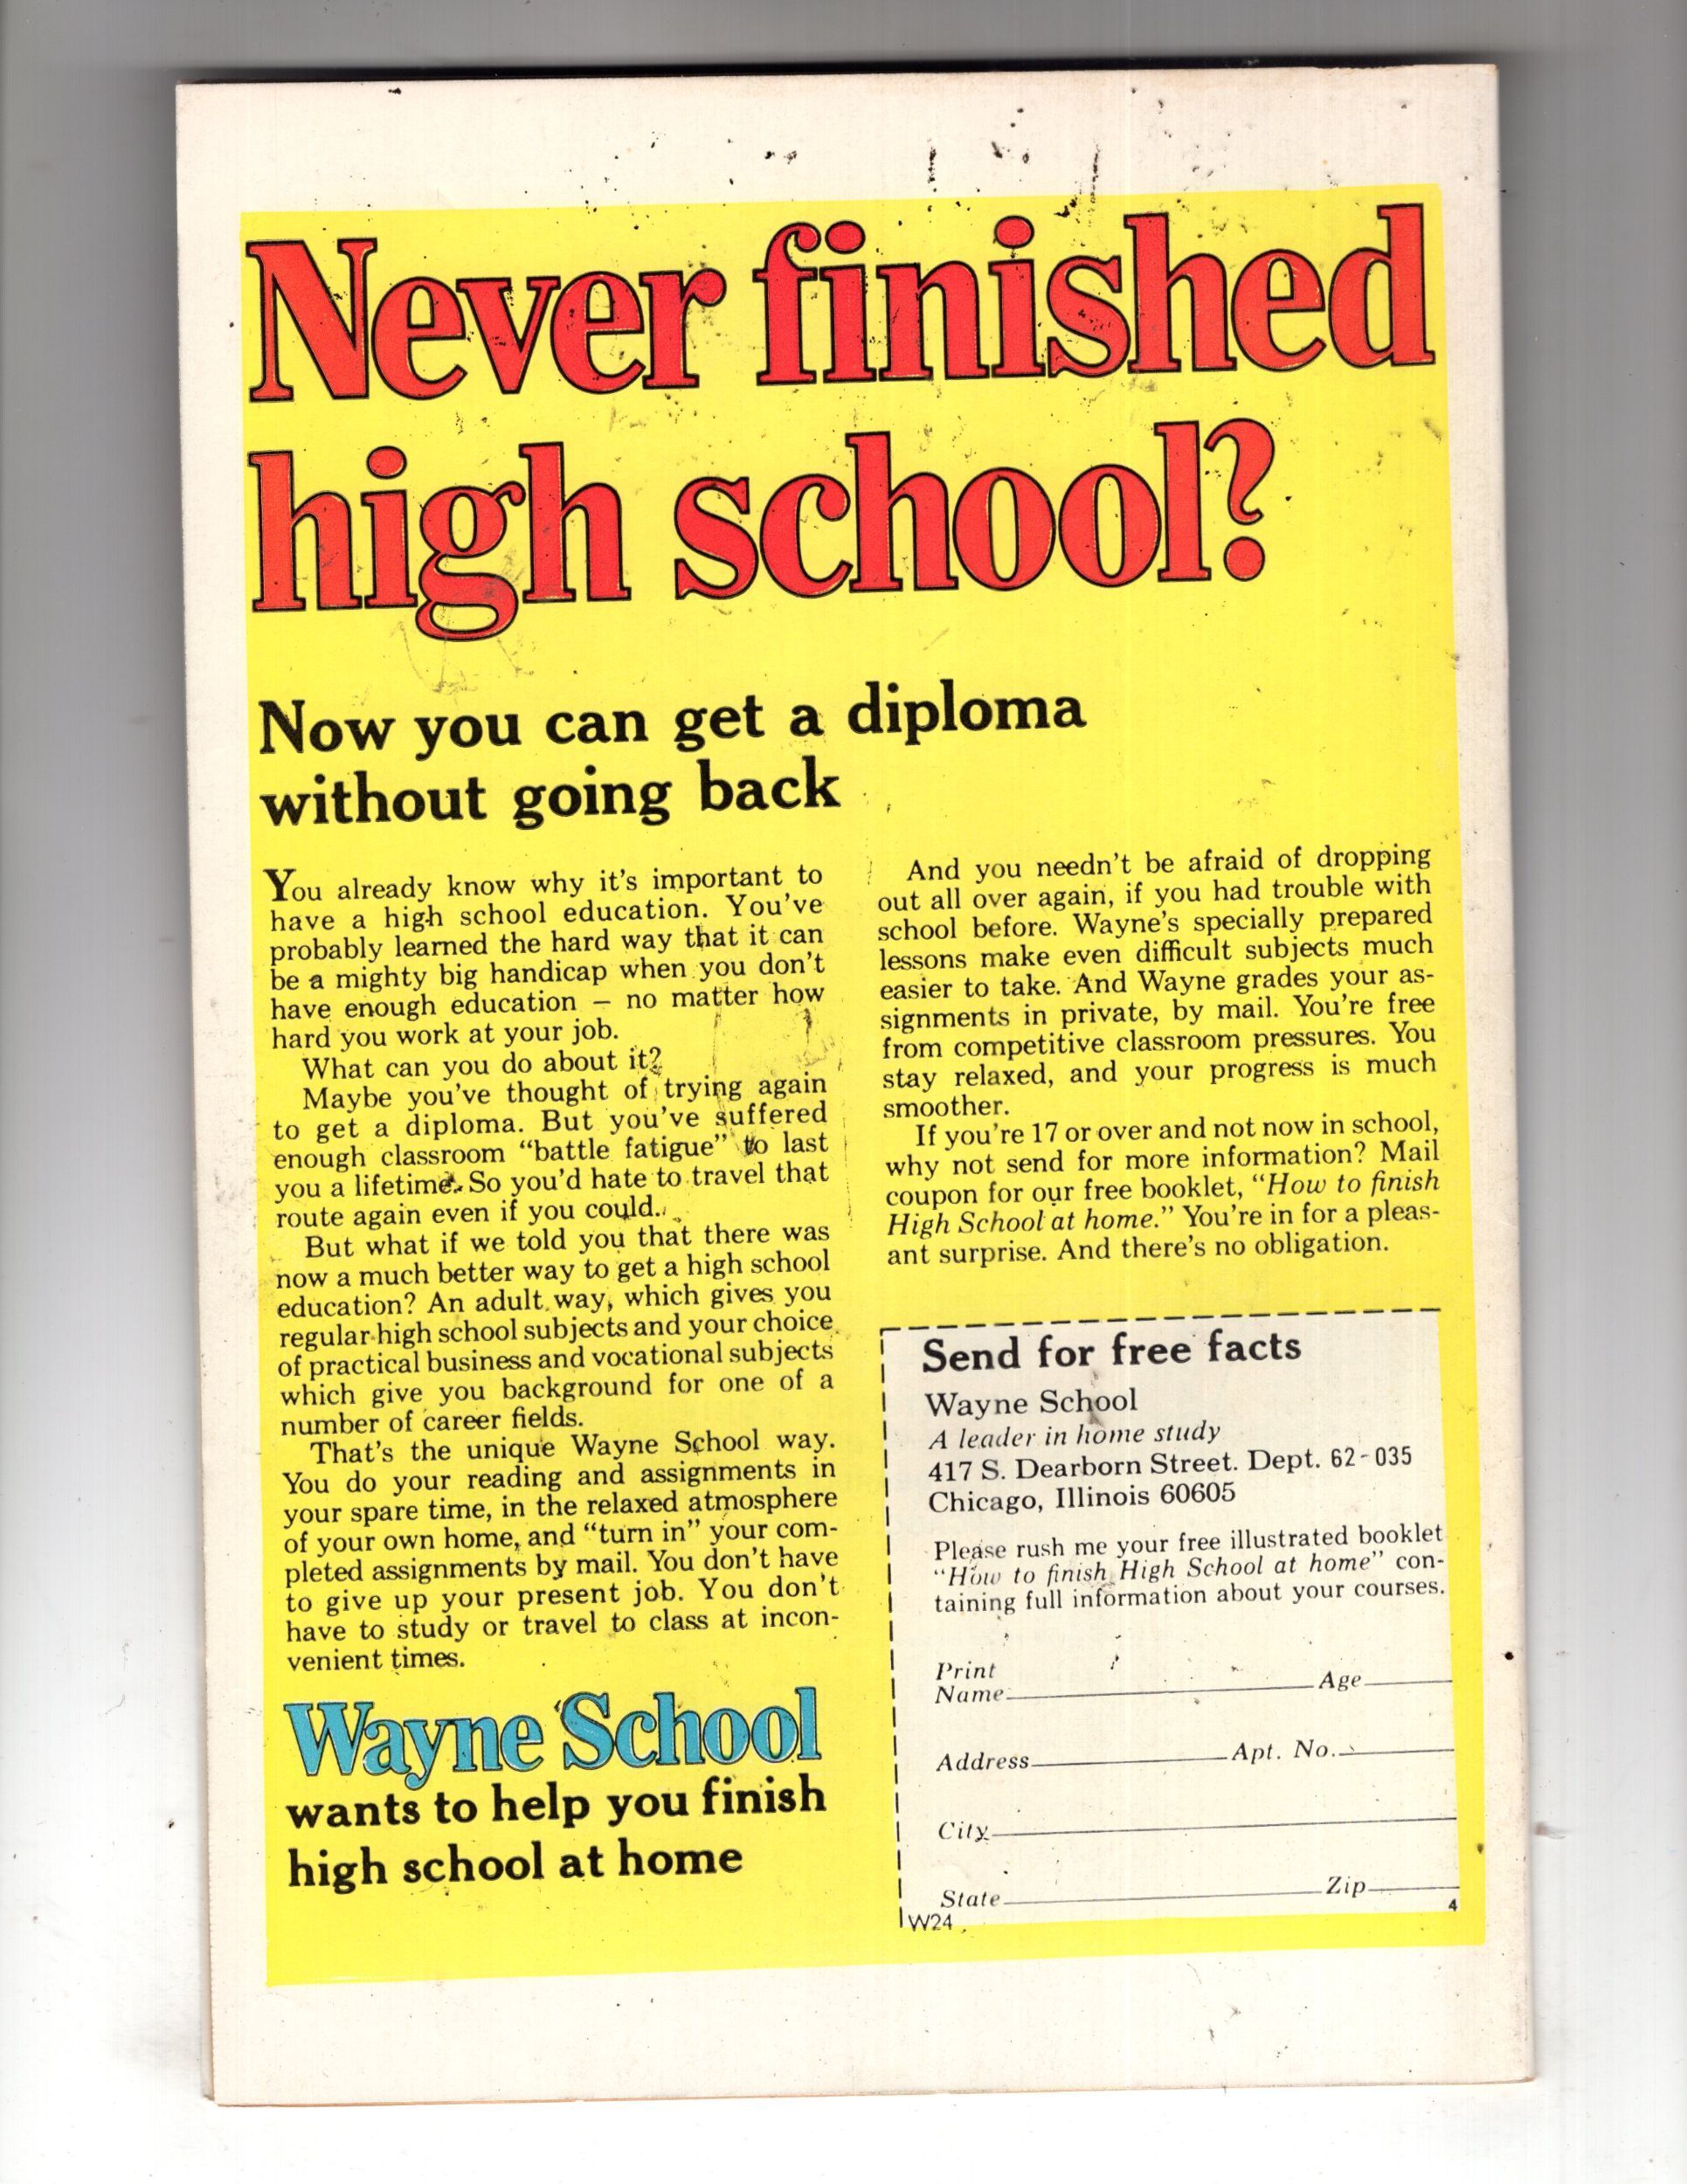 Never finished
high school?
Now you can get a diploma
without going back
You already know why it's important to
have a high school education. You've
probably learned the hard way that it can
be a mighty big handicap when you don't
have enough education – no matter how
hard you work at your job.
What can you do about it?
Maybe you've thought of trying again
to get a diploma. But you've suffered
enough classroom "battle fatigue" to last
you a lifetime. So you'd hate to travel that
route again even if you could.
But what if we told you that there was
now a much better way to get a high school
education? An adult way, which gives you
regular high school subjects and your choice
of practical business and vocational subjects
which give you background for one of a
number of career fields.
That's the unique Wayne School way.
You do your reading and assignments in
your spare time, in the relaxed atmosphere
of your own home, and "turn in" your com-
pleted assignments by mail. You don't have
to give up your present job. You don't
have to study or travel to class at incon-
venient times.
Wayne School
wants to help you finish
high school at home
And you needn't be afraid of dropping
out all over again, if you had trouble with
school before. Wayne's specially prepared
lessons make even difficult subjects much
easier to take. And Wayne grades your as-
signments in private, by mail. You're free
from competitive classroom pressures. You
stay relaxed, and your progress is much
smoother.
If you're 17 or over and not now in school,
why not send for more information? Mail
coupon for our free booklet, "How to finish
High School at home." You're in for a pleas-
ant surprise. And there's no obligation.
Send for free facts
Wayne School
A leader in home study
417 S. Dearborn Street. Dept. 62-035
Chicago, Illinois 60605
Please rush me your free illustrated booklet
"How to finish High School at home" con-
taining full information about your courses.
Print
Name Age
Address Apt. No.
City
State Zip
W24 4